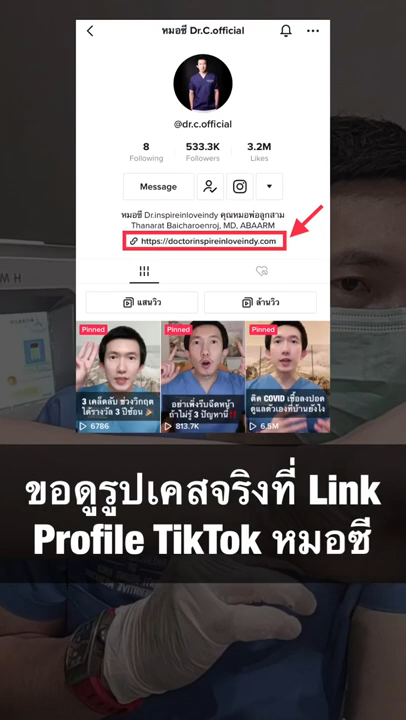 หมอซี Dr.C.official
@dr.c.official
8 533.3K 3.2M
Following Followers Likes
Message
หมอซี Dr.inspireinloveindy คุณหมอพ่อลูกสาม
Thanarat Baicharoenroj, MD, ABAARM
https://doctorinspireinloveindy.com
แสนวิว ล้านวิว
Pinned Pinned Pinned
3 เคล็ดลับ ช่วงวิกฤต
ได้รางวัล 3 ปีซ้อน
6786
อย่าเพิ่งรีบฉีดหน้า
ถ้าไม่รู้ 3 ปัญหานี้
813.7K
ติด COVID เชื้อลงปอด
ดูแลตัวเองที่บ้านยังไง
6.5M
ขอดูรูปเคสจริงที่ Link
Profile TikTok หมอซี